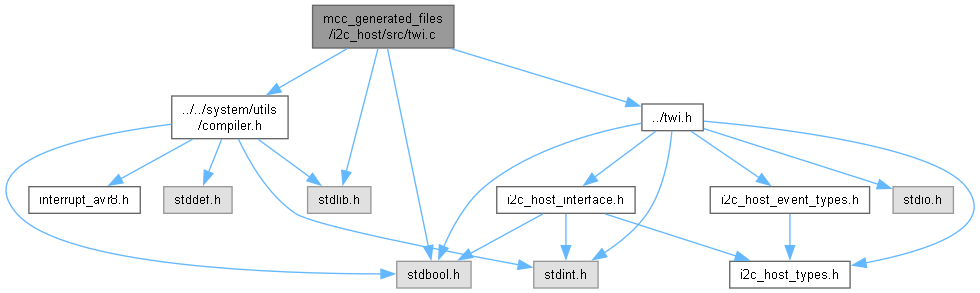 mcc_generated_files
/i2c_host/src/twi.c
../../system/utils
/compiler.h
../twi.h
interrupt_avr8.h
stddef.h
stdlib.h
i2c_host_interface.h
i2c_host_event_types.h
stdio.h
stdbool.h
stdint.h
i2c_host_types.h